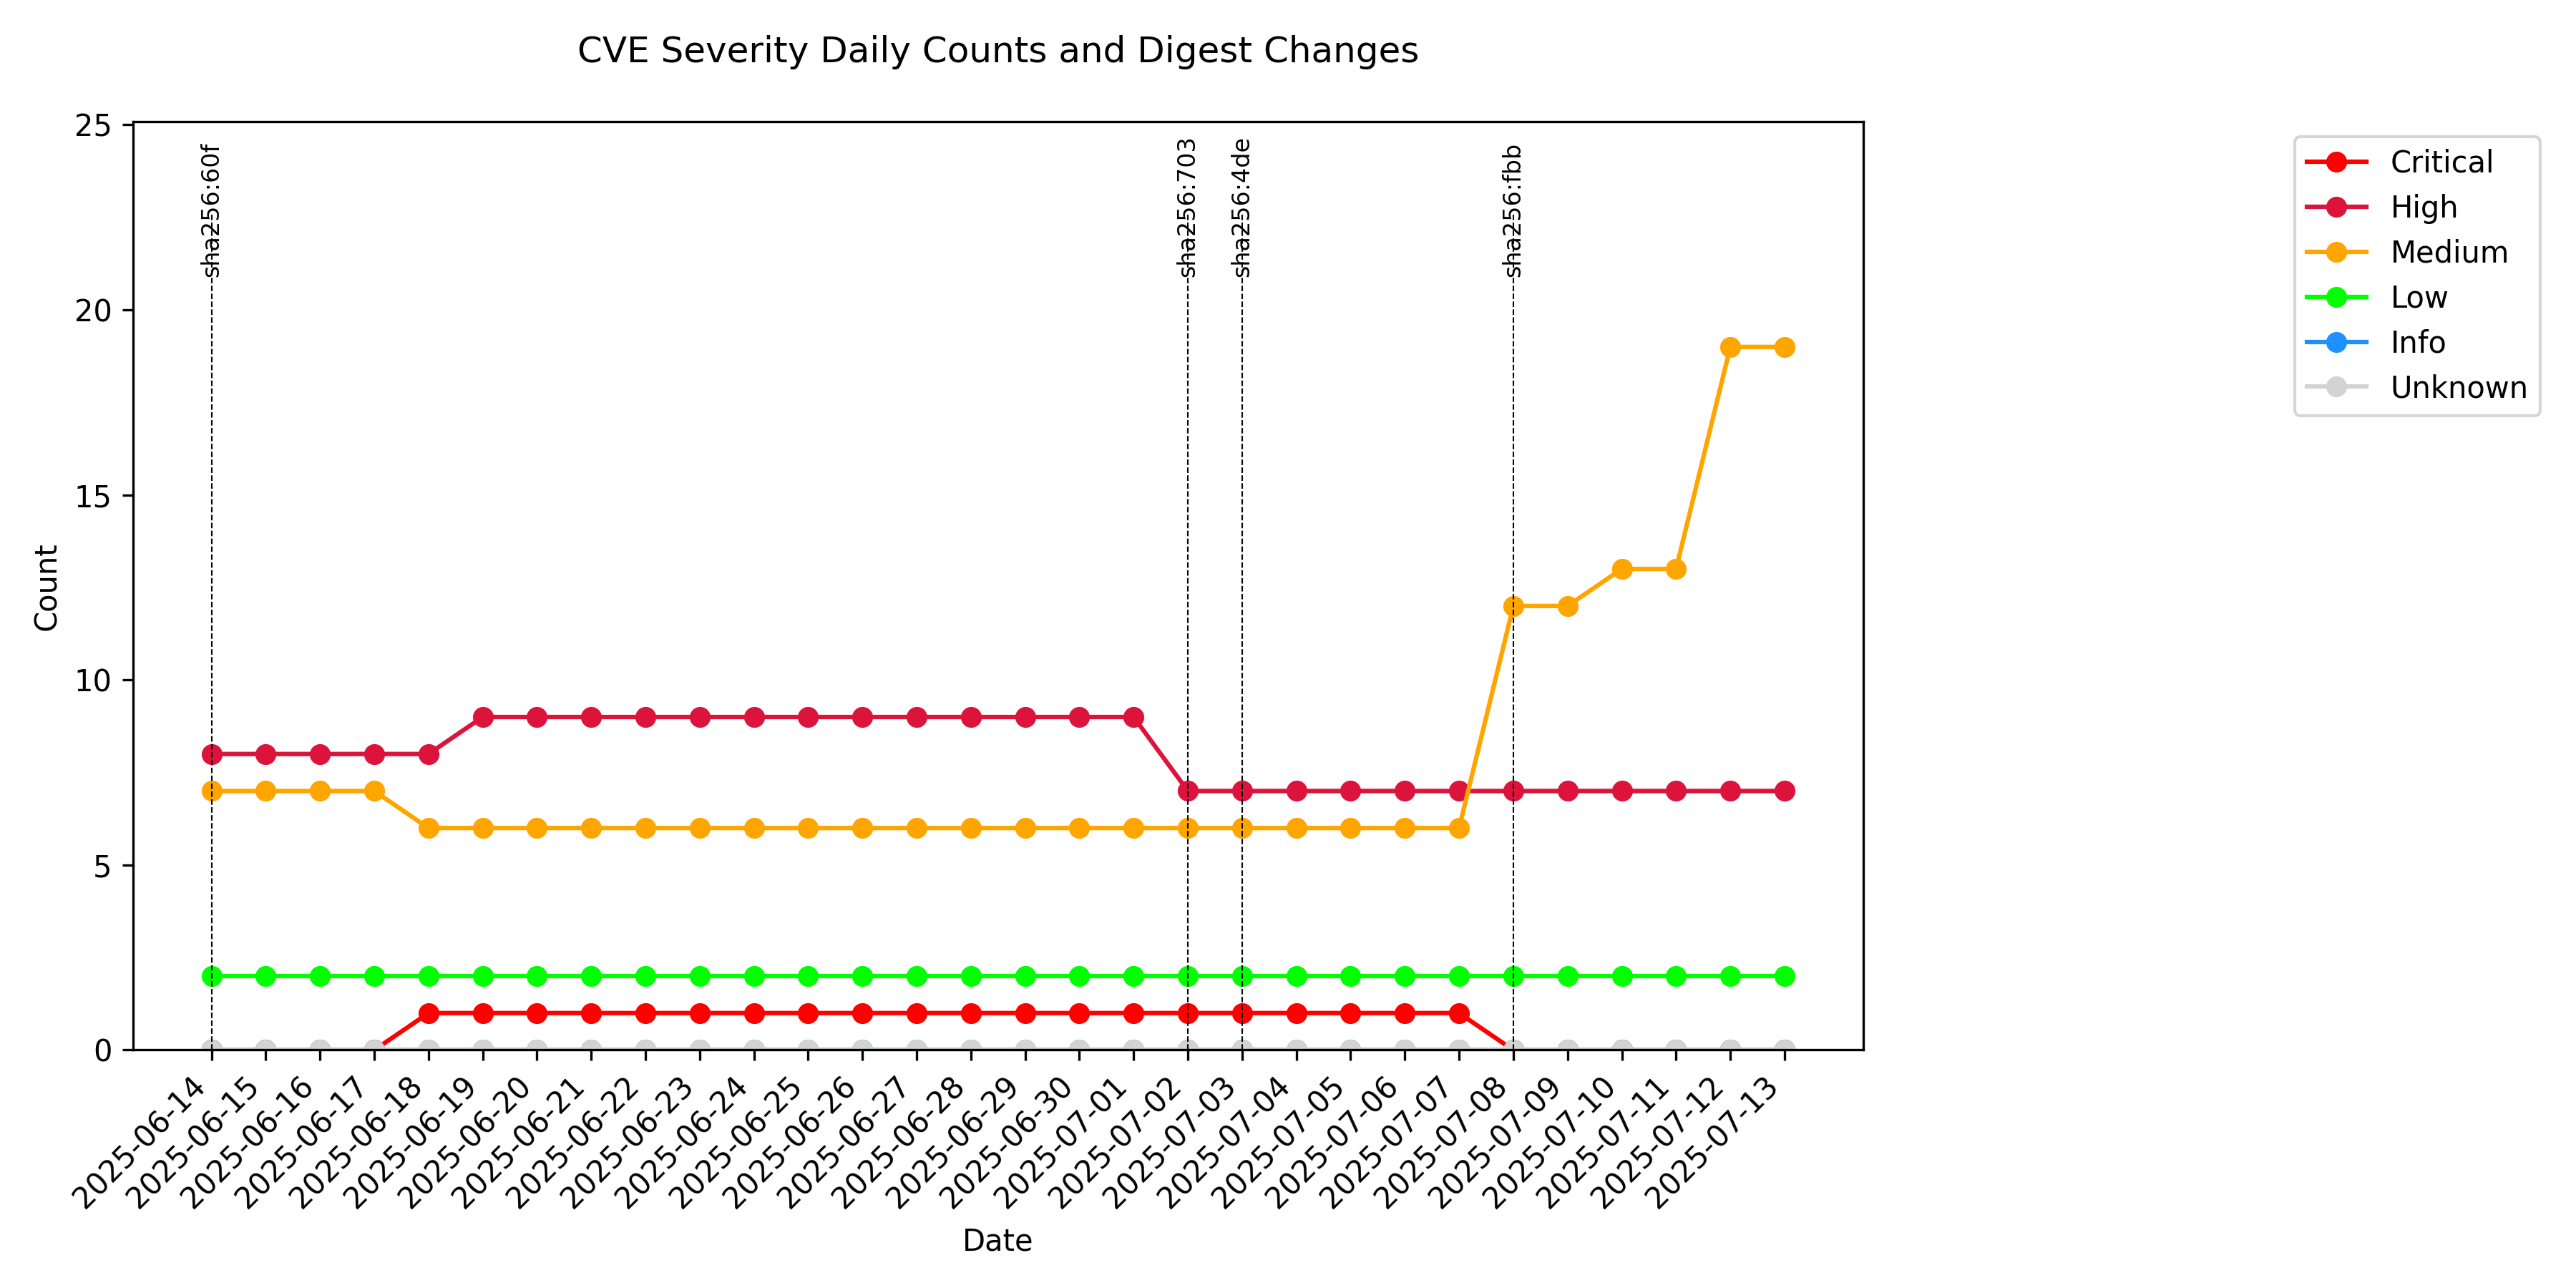 CVE Severity Daily Counts and Digest Changes
25
20
15
10
5
0
Count
sha256:60f
sha256:703
sha256:4de
sha256:fbb
Critical
High
Medium
Low
Info
Unknown
2025-06-14
2025-06-15
2025-06-16
2025-06-17
2025-06-18
2025-06-19
2025-06-20
2025-06-21
2025-06-22
2025-06-23
2025-06-24
2025-06-25
2025-06-26
2025-06-27
2025-06-28
2025-06-29
2025-06-30
2025-07-01
2025-07-02
2025-07-03
2025-07-04
2025-07-05
2025-07-06
2025-07-07
2025-07-08
2025-07-09
2025-07-10
2025-07-11
2025-07-12
2025-07-13
Date